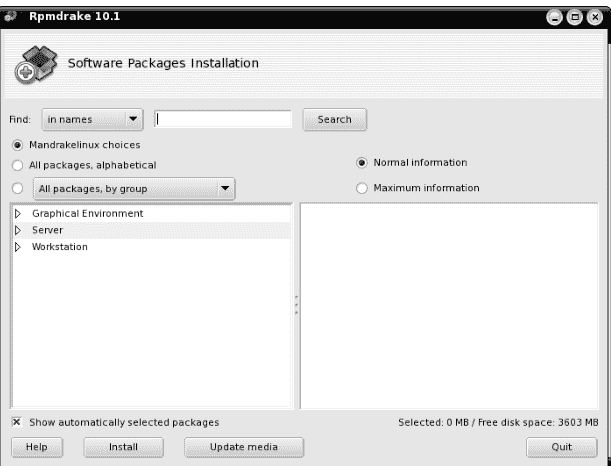 Rpmdrake 10.1
Software Packages Installation
Find: in names Search
Mandrakelinux choices
All packages, alphabetical
Normal information
All packages, by group
Maximum information
Graphical Environment
Server
Workstation
Show automatically selected packages
Selected: 0 MB / Free disk space: 3603 MB
Help Install Update media Quit